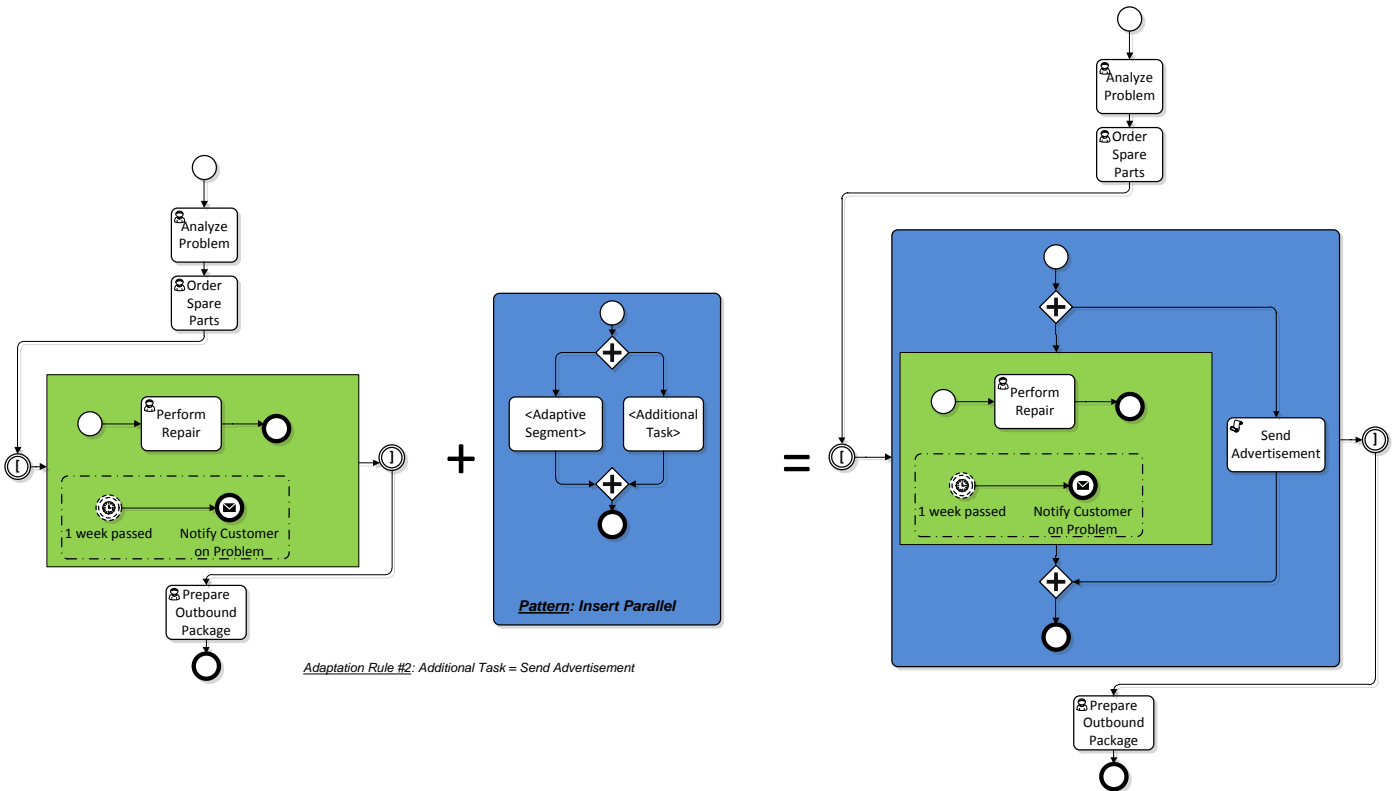 Analyze
Problem
Order
Spare
Parts
[
Perform
Repair
]
1 week passed
Notify Customer
on Problem
Prepare
Outbound
Package
+
<Adaptive
Segment>
<Additional
Task>
Pattern: Insert Parallel
Adaptation Rule #2: Additional Task = Send Advertisement
=
Analyze
Problem
Order
Spare
Parts
[
Perform
Repair
Send
Advertisement
]
1 week passed
Notify Customer
on Problem
Prepare
Outbound
Package